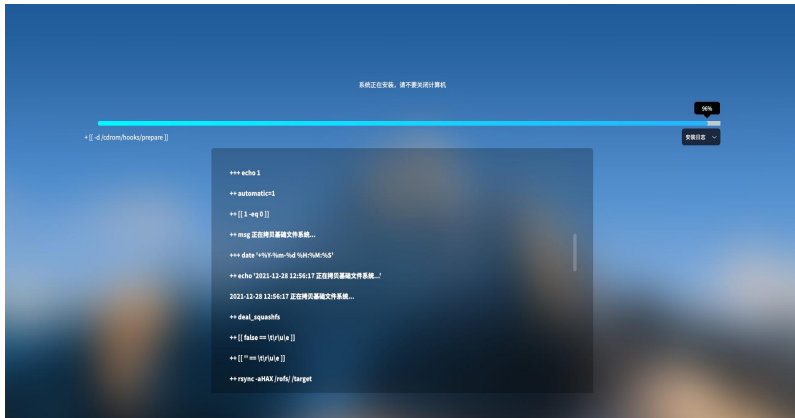 系统正在安装，请不要关闭计算机
96%
+ [[ -d /cdrom/hooks/prepare ]]
安装日志
+++ echo 1
++ automatic=1
++ [[ 1 -eq 0 ]]
++ msg 正在拷贝基础文件系统...
+++ date '+%Y-%m-%d %H:%M:%S'
++ echo '2021-12-28 12:56:17 正在拷贝基础文件系统...'
2021-12-28 12:56:17 正在拷贝基础文件系统...
++ deal_squashfs
++ [[ false == \t\r\u\e ]]
++ [[ '' == \t\r\u\e ]]
++ rsync -aHAX /rofs/ /target